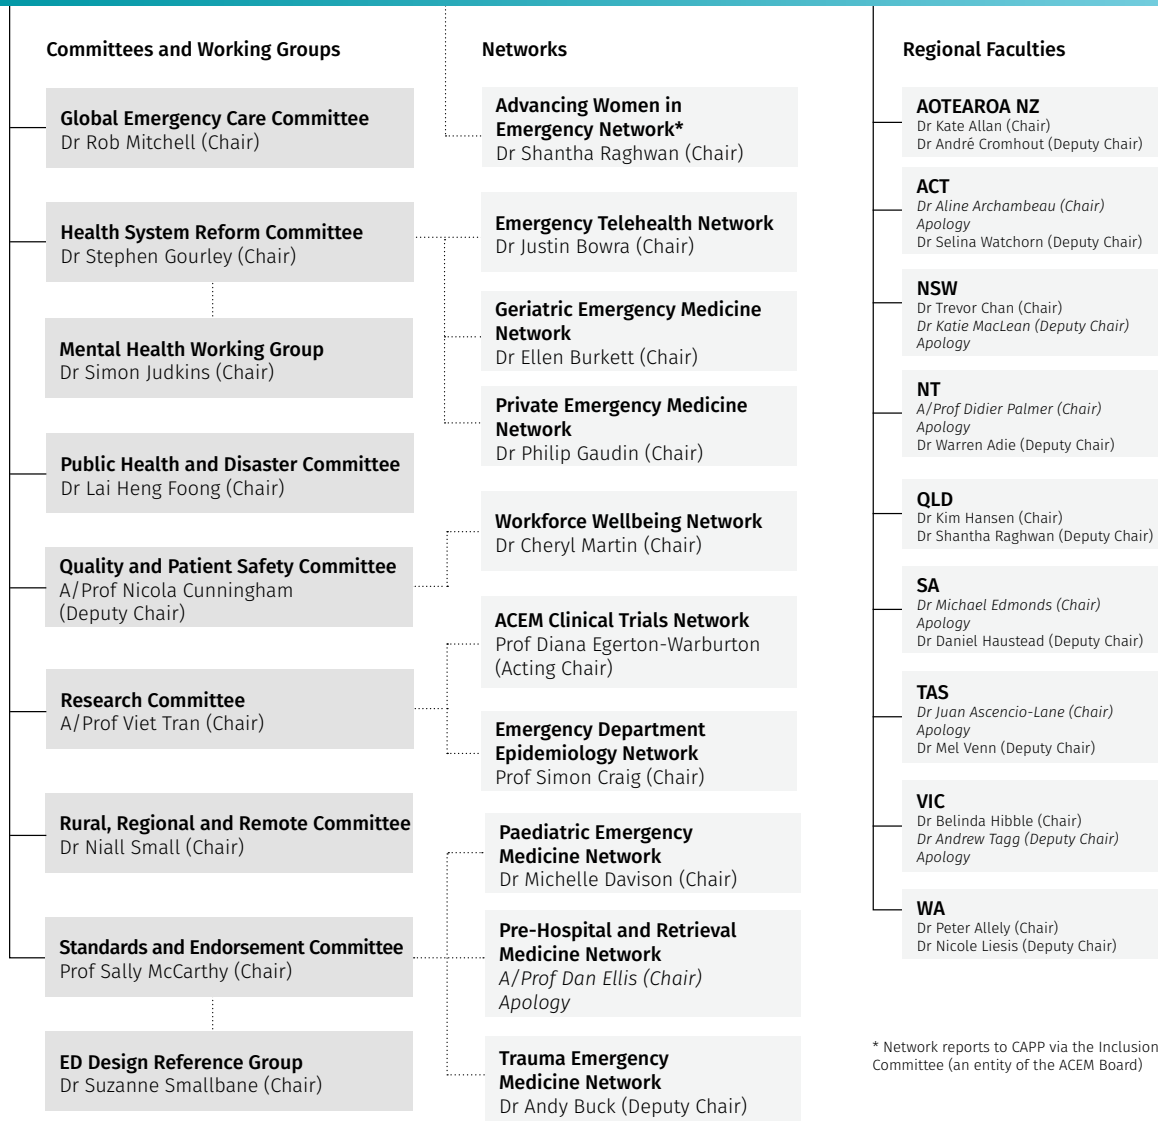 Committees and Working Groups
Global Emergency Care Committee
Dr Rob Mitchell (Chair)
Health System Reform Committee
Dr Stephen Gourley (Chair)
Mental Health Working Group
Dr Simon Judkins (Chair)
Public Health and Disaster Committee
Dr Lai Heng Foong (Chair)
Quality and Patient Safety Committee
A/Prof Nicola Cunningham
(Deputy Chair)
Research Committee
A/Prof Viet Tran (Chair)
Rural, Regional and Remote Committee
Dr Niall Small (Chair)
Standards and Endorsement Committee
Prof Sally McCarthy (Chair)
ED Design Reference Group
Dr Suzanne Smallbane (Chair)
Networks
Advancing Women in
Emergency Network*
Dr Shantha Raghwan (Chair)
Emergency Telehealth Network
Dr Justin Bowra (Chair)
Geriatric Emergency Medicine
Network
Dr Ellen Burkett (Chair)
Private Emergency Medicine
Network
Dr Philip Gaudin (Chair)
Workforce Wellbeing Network
Dr Cheryl Martin (Chair)
ACEM Clinical Trials Network
Prof Diana Egerton-Warburton
(Acting Chair)
Emergency Department
Epidemiology Network
Prof Simon Craig (Chair)
Paediatric Emergency
Medicine Network
Dr Michelle Davison (Chair)
Pre-Hospital and Retrieval
Medicine Network
A/Prof Dan Ellis (Chair)
Apology
Trauma Emergency
Medicine Network
Dr Andy Buck (Deputy Chair)
Regional Faculties
AOTEAROA NZ
Dr Kate Allan (Chair)
Dr André Cromhout (Deputy Chair)
ACT
Dr Aline Archambeau (Chair)
Apology
Dr Selina Watchorn (Deputy Chair)
NSW
Dr Trevor Chan (Chair)
Dr Katie MacLean (Deputy Chair)
Apology
NT
A/Prof Didier Palmer (Chair)
Apology
Dr Warren Adie (Deputy Chair)
QLD
Dr Kim Hansen (Chair)
Dr Shantha Raghwan (Deputy Chair)
SA
Dr Michael Edmonds (Chair)
Apology
Dr Daniel Haustead (Deputy Chair)
TAS
Dr Juan Ascencio-Lane (Chair)
Apology
Dr Mel Venn (Deputy Chair)
VIC
Dr Belinda Hibble (Chair)
Dr Andrew Tagg (Deputy Chair)
Apology
WA
Dr Peter Allely (Chair)
Dr Nicole Liesis (Deputy Chair)
* Network reports to CAPP via the Inclusion
Committee (an entity of the ACEM Board)